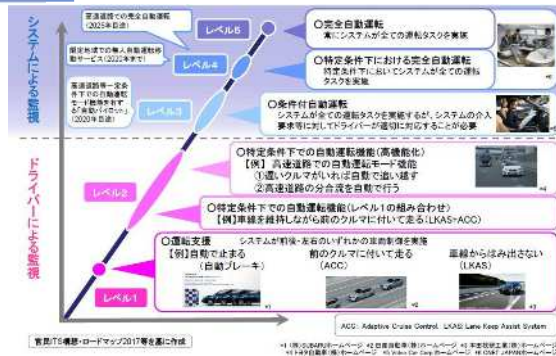 システムによる監視
ドライバーによる監視
高速道路での完全自動運転
(2025年目途)
限定地域での無人自動運転移動サービス(2020年まで)
高速道路等一定条件下での自動運転モード機能を有する「自動パイロット」
(2020年目途)
レベル5
レベル4
レベル3
レベル2
レベル1
〇完全自動運転
常にシステムが全ての運転タスクを実施
〇特定条件下における完全自動運転
特定条件下においてシステムが全ての運転
タスクを実施
〇条件付自動運転
システムが全ての運転タスクを実施するが、システムの介入
要求等に対してドライバーが適切に対応することが必要
〇特定条件下での自動運転機能(高機能化)
【例】 高速道路での自動運転モード機能
①遅いクルマがいれば自動で追い越す
②高速道路の分合流を自動で行う
〇特定条件下での自動運転機能(レベル1の組み合わせ)
【例】車線を維持しながら前のクルマに付いて走る(LKAS+ACC)
〇運転支援 システムが前後・左右のいずれかの車両制御を実施
【例】自動で止まる
(自動ブレーキ)
前のクルマに付いて走る
(ACC)
車線からはみ出さない
(LKAS)
ACC: Adaptive Cruise Control, LKAS: Lane Keep Assist System
官民ITS構想・ロードマップ2017等を基に作成